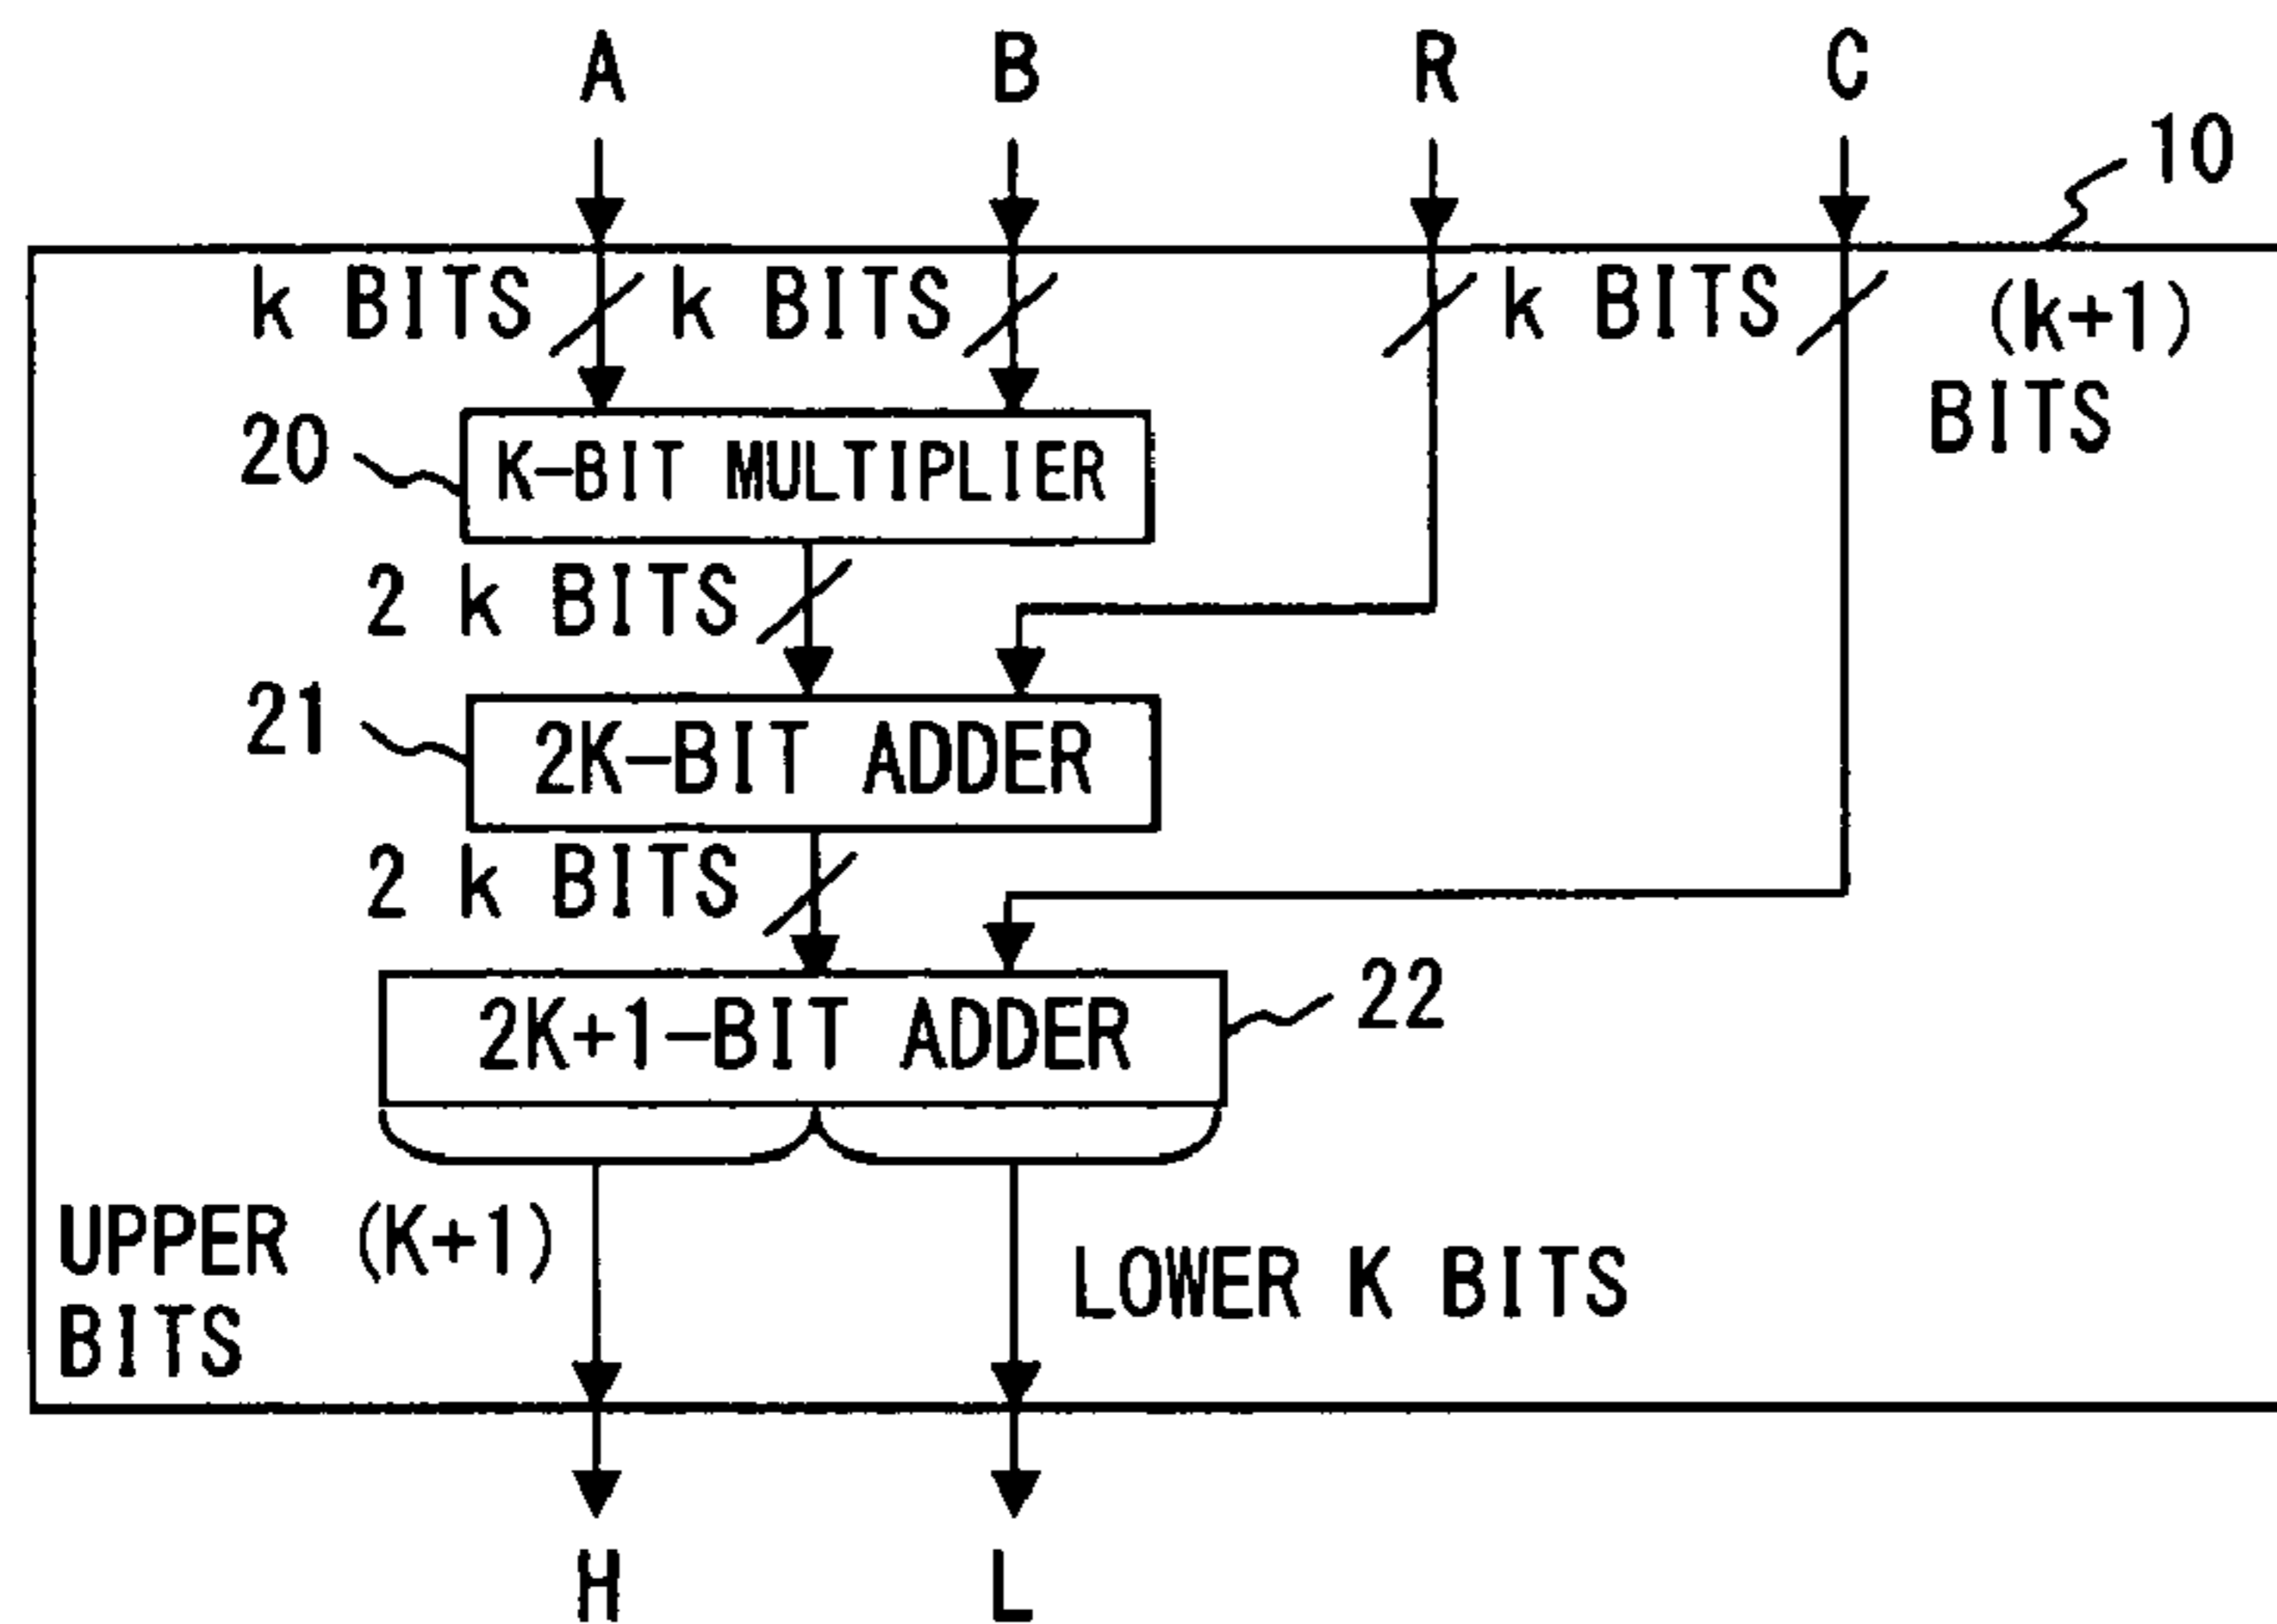 A B R C
10
k BITS k BITS k BITS (k+1)
BITS
20 K-BIT MULTIPLIER
2 k BITS
21 2K-BIT ADDER
2 k BITS
2K+1-BIT ADDER 22
UPPER (K+1)
BITS
LOWER K BITS
H L